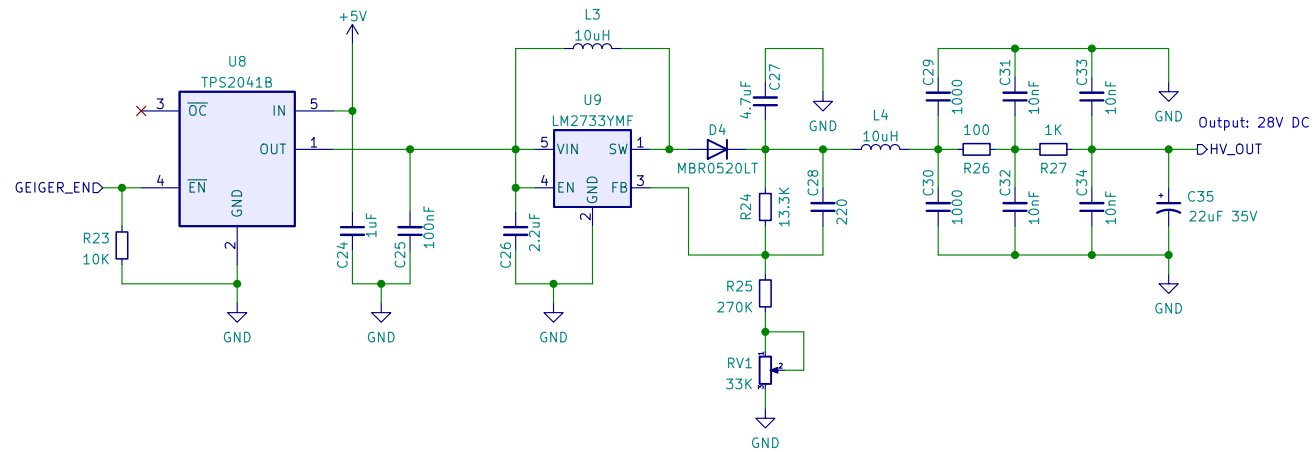 +5V
U8
TPS2041B
3
OC
IN
5
OUT
1
GEIGER_EN
4
EN
GND
2
R23
10K
GND
C24
1uF
C25
100nF
GND
L3
10uH
U9
LM2733YMF
5
VIN
SW
1
4
EN
FB
3
GND
2
C26
2.2uF
GND
D4
MBR0520LT
C27
4.7uF
GND
R24
13.3K
C28
220
R25
270K
RV1
33K
1
2
3
GND
L4
10uH
C29
1000
C31
10nF
C33
10nF
GND
100
R26
1K
R27
Output: 28V DC
HV_OUT
C30
1000
C32
10nF
C34
10nF
+
C35
22uF 35V
GND